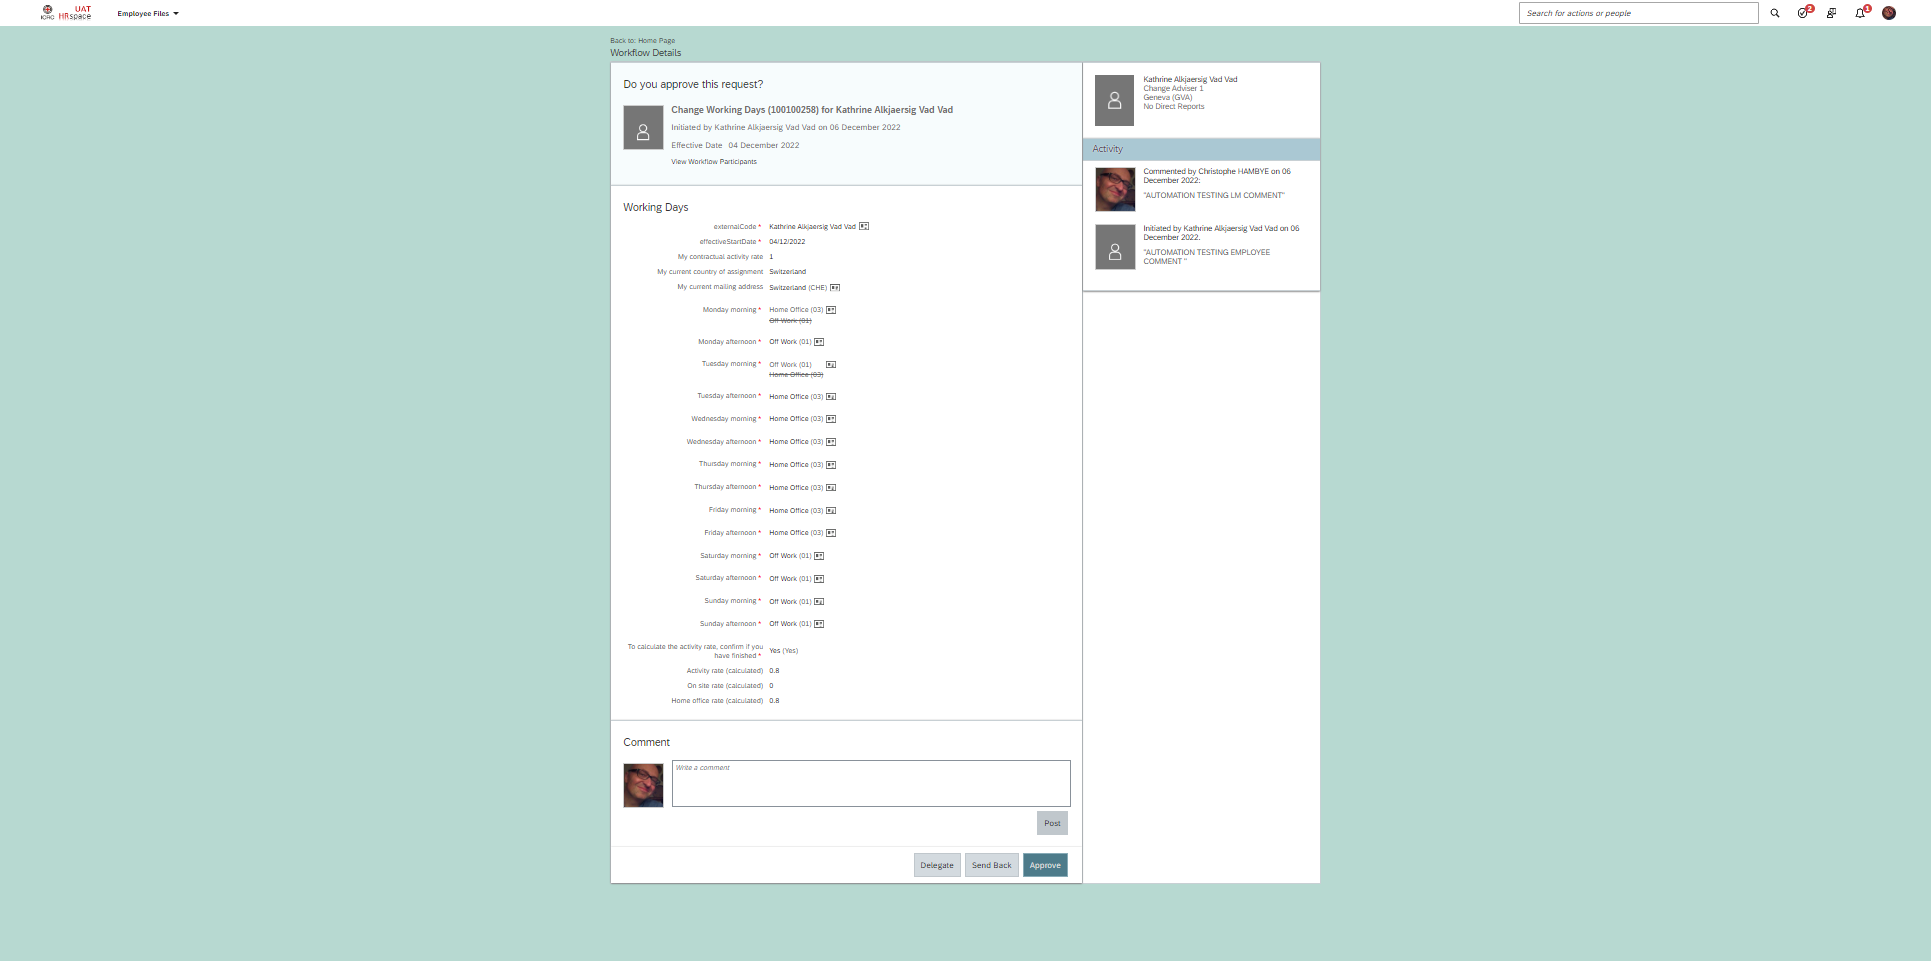 ICRC
UAT
HRspace
Employee Files
Search for actions or people
2
1
Back to: Home Page
Workflow Details
Do you approve this request?
Change Working Days (100100258) for Kathrine Alkjaersig Vad Vad
Initiated by Kathrine Alkjaersig Vad Vad on 06 December 2022
Effective Date 04 December 2022
View Workflow Participants
Working Days
externalCode * Kathrine Alkjaersig Vad Vad
effectiveStartDate * 04/12/2022
My contractual activity rate 1
My current country of assignment Switzerland
My current mailing address Switzerland (CHE)
Monday morning * Home Office (03)
Off Work (01)
Monday afternoon * Off Work (01)
Tuesday morning * Off Work (01)
Home Office (03)
Tuesday afternoon * Home Office (03)
Wednesday morning * Home Office (03)
Wednesday afternoon * Home Office (03)
Thursday morning * Home Office (03)
Thursday afternoon * Home Office (03)
Friday morning * Home Office (03)
Friday afternoon * Home Office (03)
Saturday morning * Off Work (01)
Saturday afternoon * Off Work (01)
Sunday morning * Off Work (01)
Sunday afternoon * Off Work (01)
To calculate the activity rate, confirm if you
have finished * Yes (Yes)
Activity rate (calculated) 0.8
On site rate (calculated) 0
Home office rate (calculated) 0.8
Comment
Write a comment
Post
Delegate
Send Back
Approve
Kathrine Alkjaersig Vad Vad
Change Adviser 1
Geneva (GVA)
No Direct Reports
Activity
Commented by Christophe HAMBYE on 06
December 2022:
"AUTOMATION TESTING LM COMMENT"
Initiated by Kathrine Alkjaersig Vad Vad on 06
December 2022.
"AUTOMATION TESTING EMPLOYEE
COMMENT "